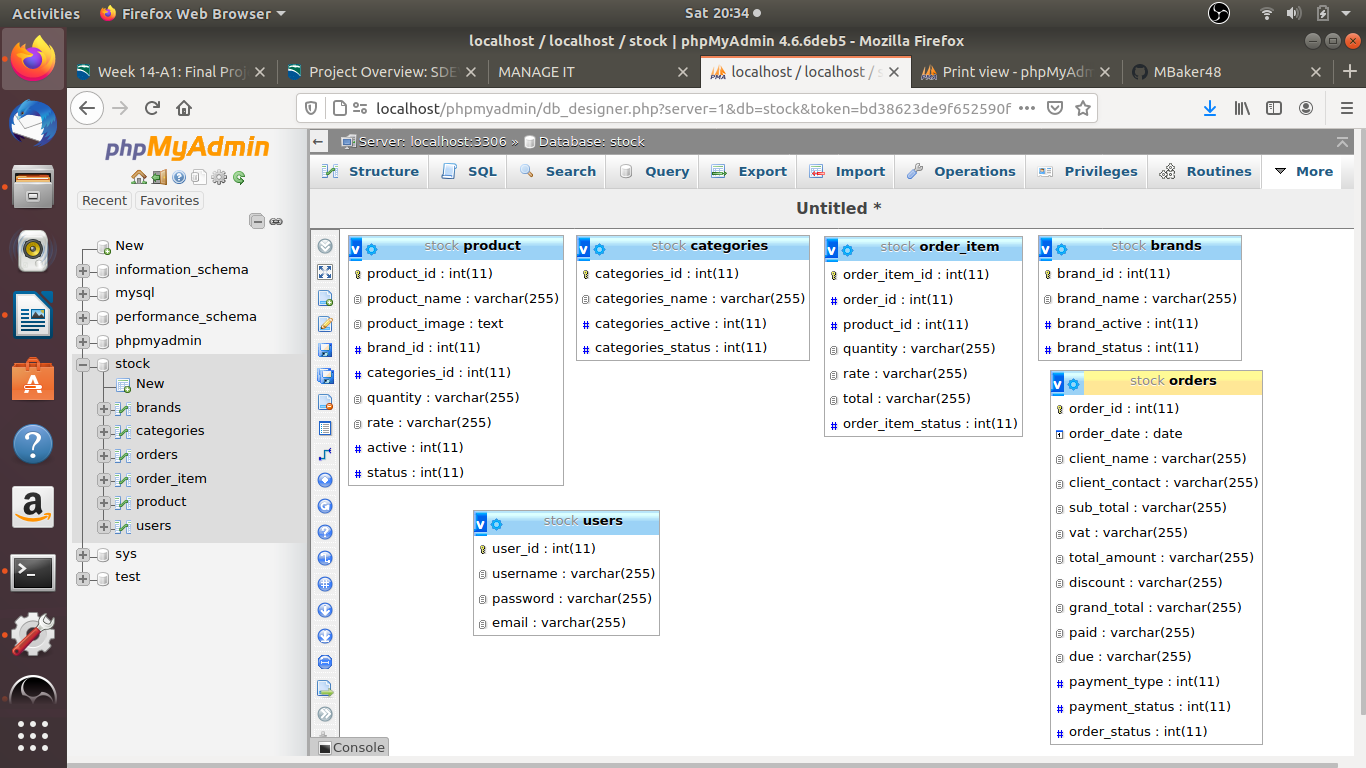 Activities
Firefox Web Browser
Sat 20:34
localhost / localhost / stock | phpMyAdmin 4.6.6deb5 - Mozilla Firefox
Week 14-A1: Final Proj
Project Overview: SDE
MANAGE IT
localhost / localhost / s
Print view - phpMyAdm
MBaker48
localhost/phpmyadmin/db_designer.php?server=1&db=stock&token=bd38623de9f652590f
phpMyAdmin
Recent
Favorites
New
information_schema
mysql
performance_schema
phpmyadmin
stock
New
brands
categories
orders
order_item
product
users
sys
test
Server: localhost:3306 » Database: stock
Structure
SQL
Search
Query
Export
Import
Operations
Privileges
Routines
More
Untitled *
v stock product
product_id : int(11)
product_name : varchar(255)
product_image : text
brand_id : int(11)
categories_id : int(11)
quantity : varchar(255)
rate : varchar(255)
active : int(11)
status : int(11)
v stock categories
categories_id : int(11)
categories_name : varchar(255)
categories_active : int(11)
categories_status : int(11)
v stock order_item
order_item_id : int(11)
order_id : int(11)
product_id : int(11)
quantity : varchar(255)
rate : varchar(255)
total : varchar(255)
order_item_status : int(11)
v stock brands
brand_id : int(11)
brand_name : varchar(255)
brand_active : int(11)
brand_status : int(11)
v stock orders
order_id : int(11)
order_date : date
client_name : varchar(255)
client_contact : varchar(255)
sub_total : varchar(255)
vat : varchar(255)
total_amount : varchar(255)
discount : varchar(255)
grand_total : varchar(255)
paid : varchar(255)
due : varchar(255)
payment_type : int(11)
payment_status : int(11)
order_status : int(11)
v stock users
user_id : int(11)
username : varchar(255)
password : varchar(255)
email : varchar(255)
Console